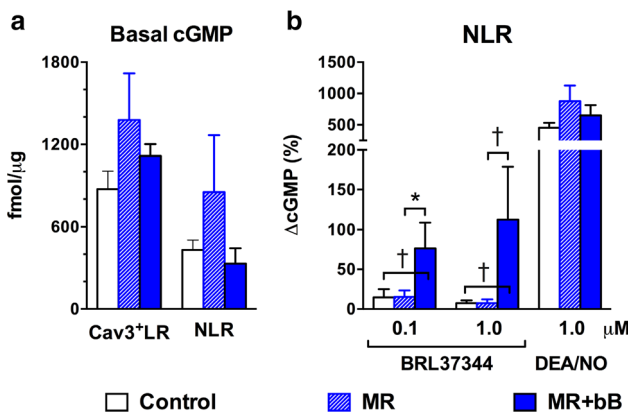 a
Basal cGMP
fmol/μg
1800
1200
600
0
Cav3⁺LR
NLR
b
NLR
ΔcGMP (%)
1500
1000
500
150
100
50
0
†
*
†
†
0.1
1.0
1.0
μM
BRL37344
DEA/NO
Control
MR
MR+bB